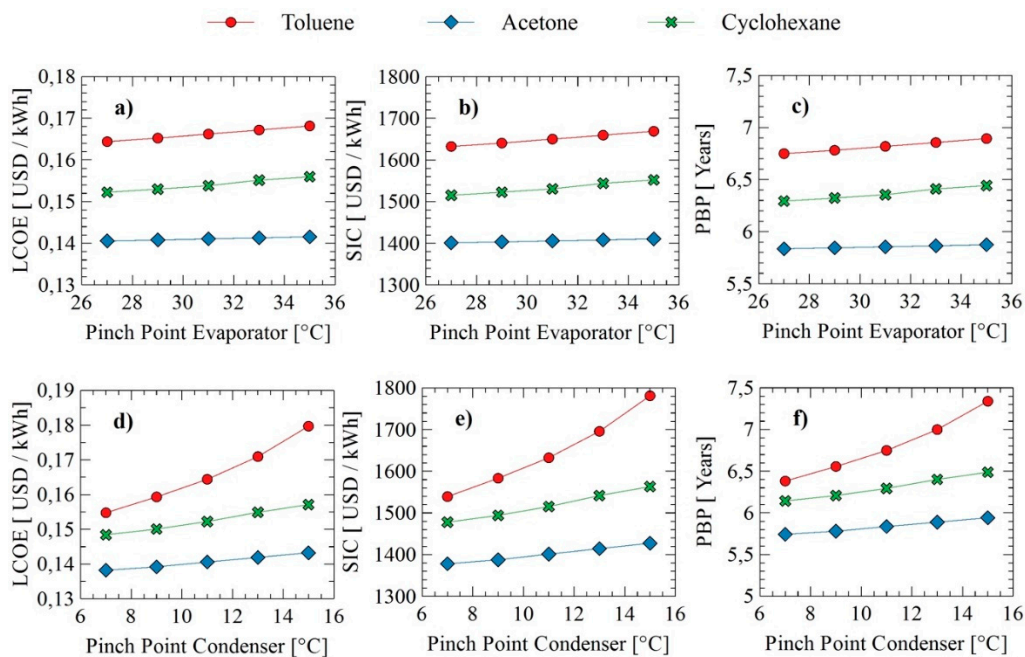 Toluene Acetone Cyclohexane
a)
LCOE [ USD / kWh]
0,18
0,17
0,16
0,15
0,14
0,13
26 28 30 32 34 36
Pinch Point Evaporator [°C]
b)
SIC [ USD / kWh]
1800
1700
1600
1500
1400
1300
26 28 30 32 34 36
Pinch Point Evaporator [°C]
c)
PBP [ Years]
7,5
7
6,5
6
5,5
26 28 30 32 34 36
Pinch Point Evaporator [°C]
d)
LCOE [ USD / kWh]
0,19
0,18
0,17
0,16
0,15
0,14
0,13
6 8 10 12 14 16
Pinch Point Condenser [°C]
e)
SIC [ USD / kWh]
1800
1700
1600
1500
1400
1300
6 8 10 12 14 16
Pinch Point Condenser [°C]
f)
PBP [ Years]
7,5
7
6,5
6
5,5
5
6 8 10 12 14 16
Pinch Point Condenser [°C]